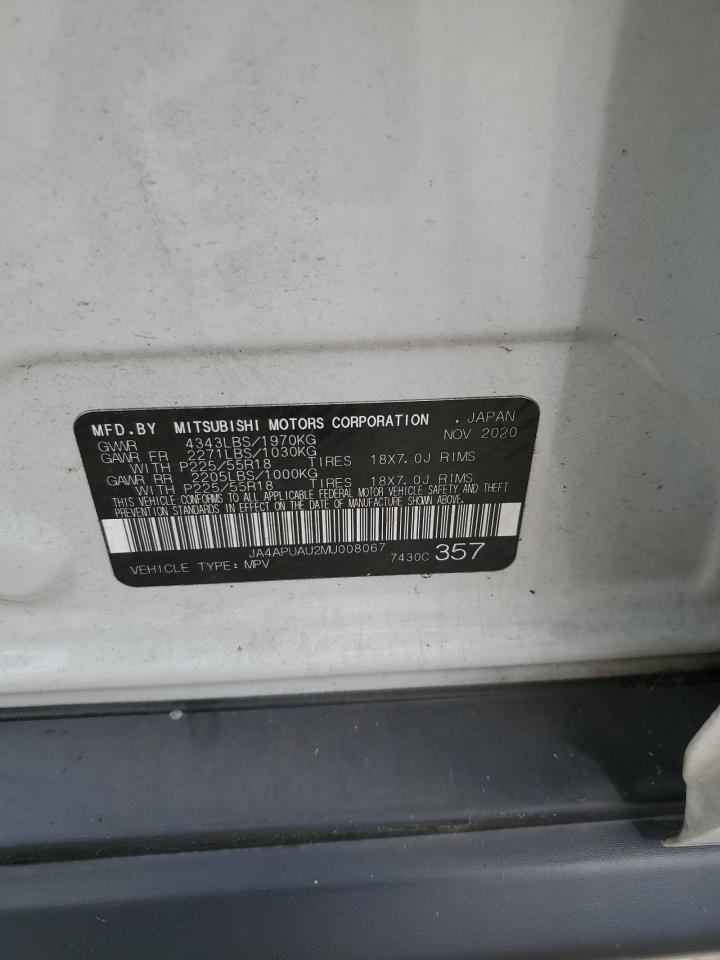 MFD.BY MITSUBISHI MOTORS CORPORATION . JAPAN
GVWR 4343LBS/1970KG NOV 2020
GAWR FR 2271LBS/1030KG
WITH P225/55R18 TIRES 18X7.0J RIMS
GAWR RR 2205LBS/1000KG
WITH P225/55R18 TIRES 18X7.0J RIMS
THIS VEHICLE CONFORMS TO ALL APPLICABLE FEDERAL MOTOR VEHICLE SAFETY AND THEFT
PREVENTION STANDARDS IN EFFECT ON THE DATE OF MANUFACTURE SHOWN ABOVE.
JA4APUAU2MU008067
VEHICLE TYPE: MPV 7430C 357